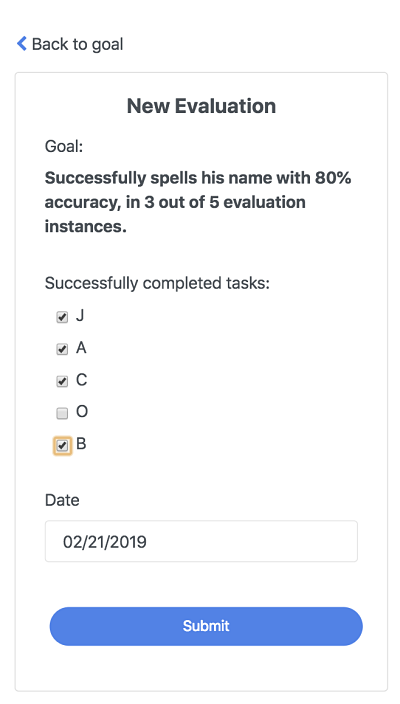 Back to goal
New Evaluation
Goal:
Successfully spells his name with 80%
accuracy, in 3 out of 5 evaluation
instances.
Successfully completed tasks:
J
A
C
O
B
Date
02/21/2019
Submit